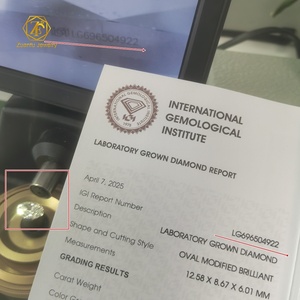 LG696504922
INTERNATIONAL
GEMOLOGICAL
INSTITUTE
LABORATORY GROWN DIAMOND REPORT
April 7, 2025
IGI Report Number LG696504922
Description LABORATORY GROWN DIAMOND
Shape and Cutting Style OVAL MODIFIED BRILLIANT
Measurements 12.58 X 8.67 X 6.01 MM
GRADING RESULTS
Carat Weight